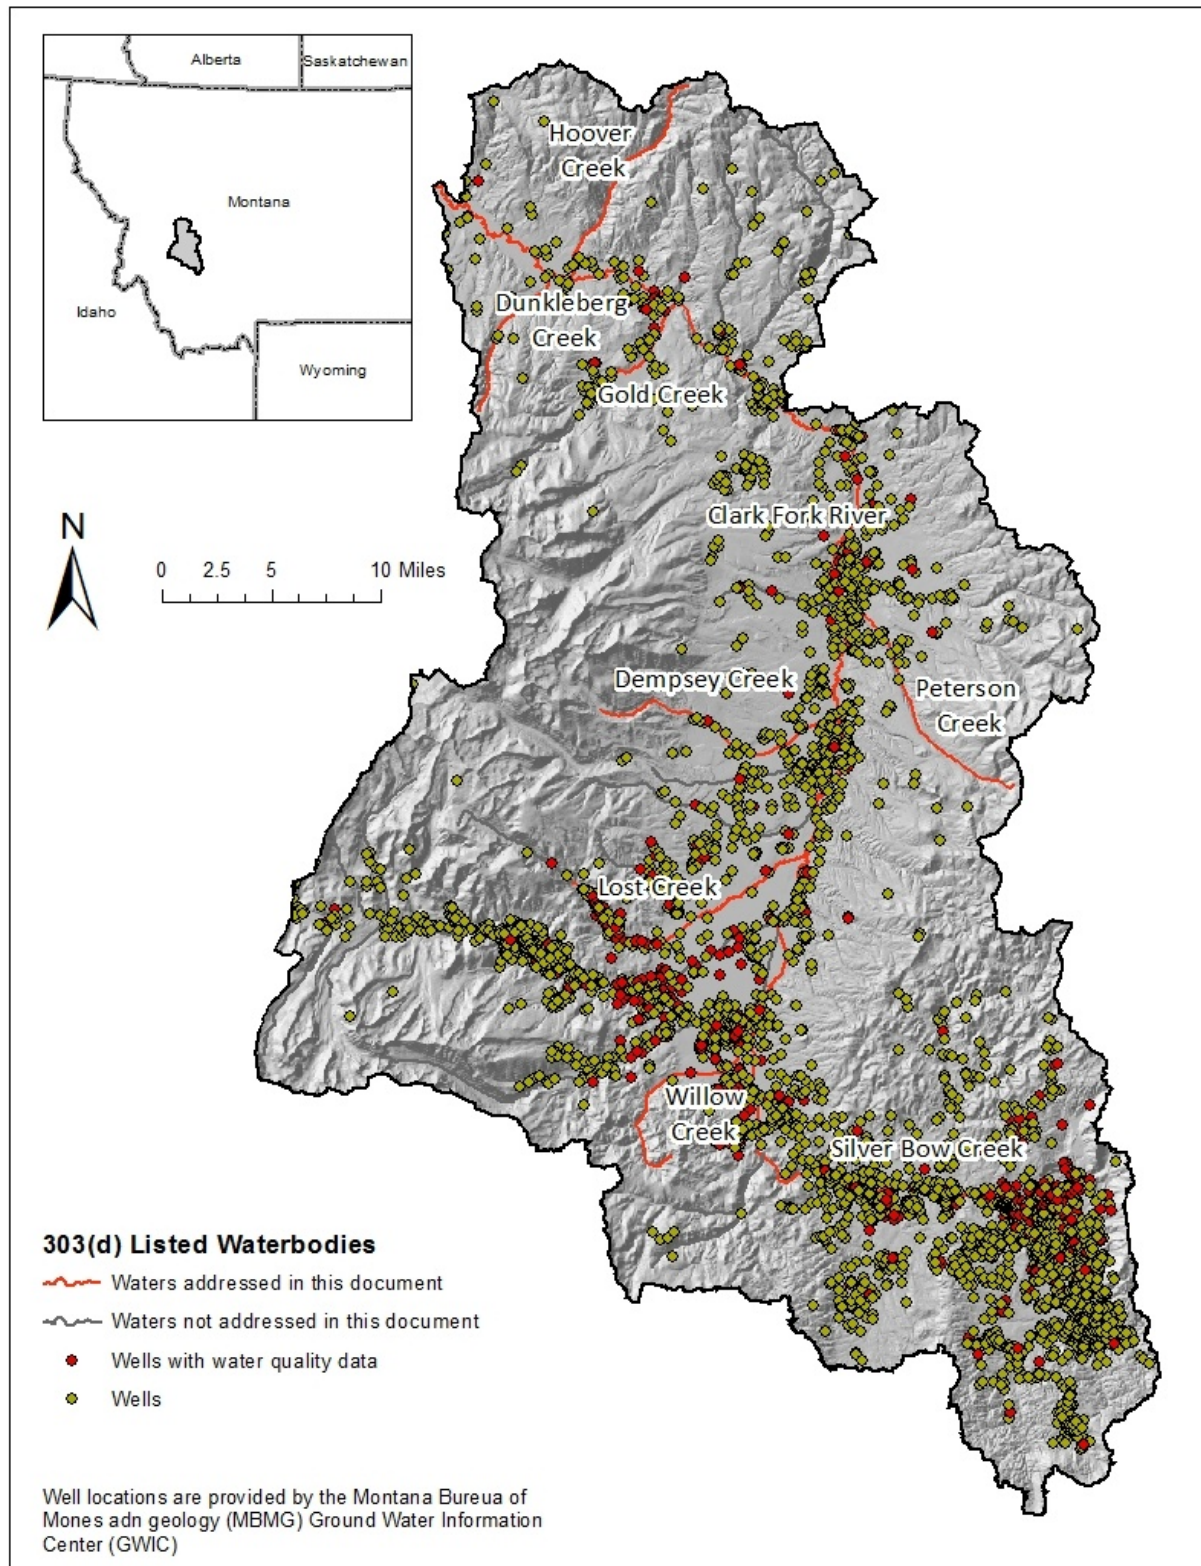 Alberta
Saskatchewan
Montana
Idaho
Wyoming
N
0 2.5 5 10 Miles
Hoover
Creek
Dunkleberg
Creek
Gold Creek
Clark Fork River
Dempsey Creek
Peterson
Creek
Lost Creek
Willow
Creek
Silver Bow Creek
303(d) Listed Waterbodies
Waters addressed in this document
Waters not addressed in this document
Wells with water quality data
Wells
Well locations are provided by the Montana Bureua of
Mones adn geology (MBMG) Ground Water Information
Center (GWIC)